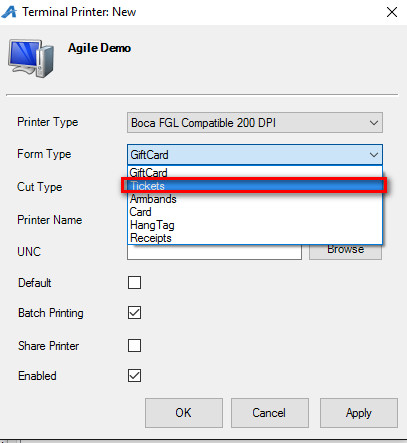 Terminal Printer: New
Agile Demo
Printer Type
Boca FGL Compatible 200 DPI
Form Type
GiftCard
GiftCard
Cut Type
Tickets
Armbands
Card
Printer Name
HangTag
Receipts
UNC
Browse
Default
Batch Printing
Share Printer
Enabled
OK
Cancel
Apply